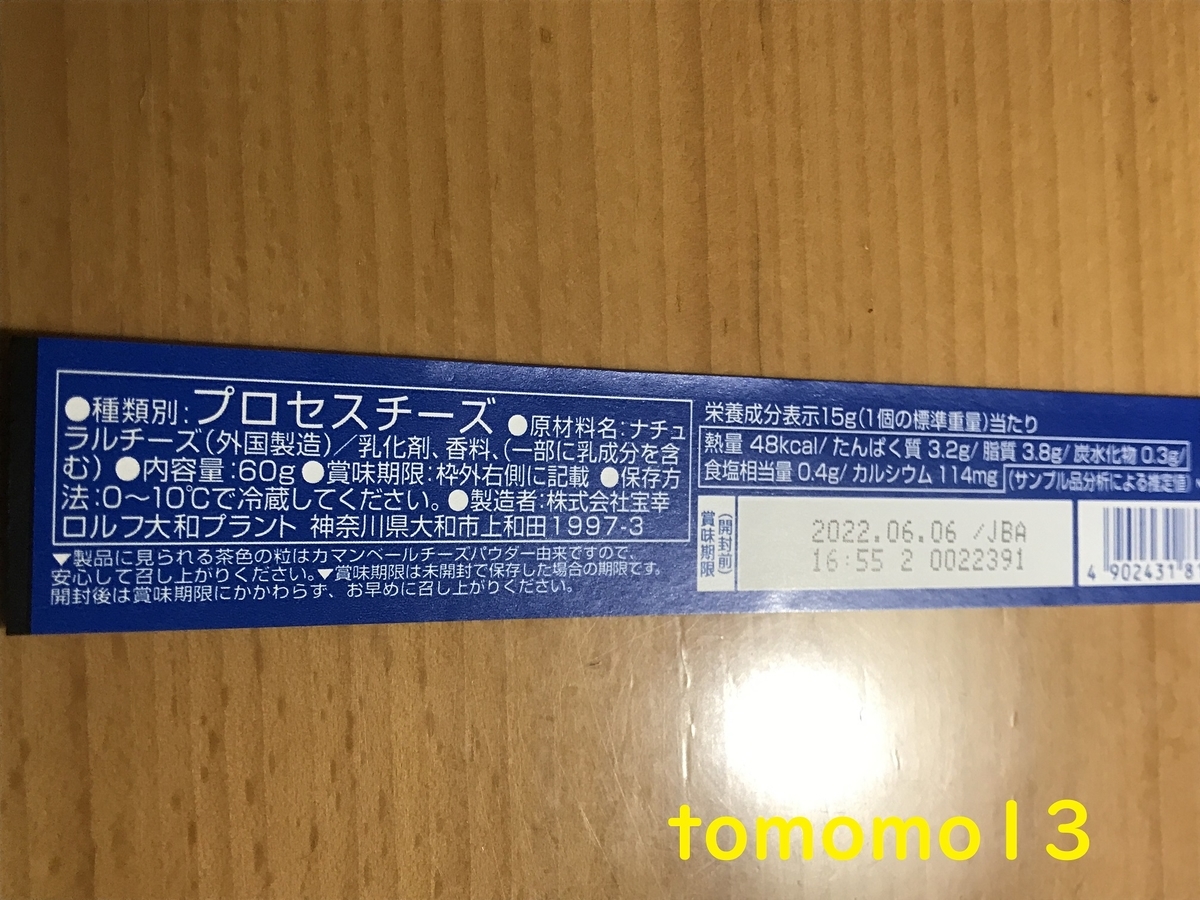 ●種類別:プロセスチーズ ●原材料名:ナチュ
ラルチーズ(外国製造)/乳化剤、香料、(一部に乳成分を含
む) ●内容量:60g ●賞味期限:枠外右側に記載 ●保存方
法:0〜10℃で冷蔵してください。●製造者:株式会社宝幸
ロルフ大和プラント 神奈川県大和市上和田1997-3
▼製品に見られる茶色の粒はカマンベールチーズパウダー由来ですので、
安心して召し上がりください。▼賞味期限は未開封で保存した場合の期限です。
開封後は賞味期限にかかわらず、お早めに召し上がりください。
栄養成分表示15g(1個の標準重量)当たり
熱量 48kcal/ たんぱく質 3.2g/ 脂質 3.8g/ 炭水化物 0.3g/
食塩相当量 0.4g/ カルシウム 114mg (サンプル品分析による推定値)
賞味期限
(開封前)
2022.06.06 /JBA
16:55 2 0022391
4 902431 81
tomomo13